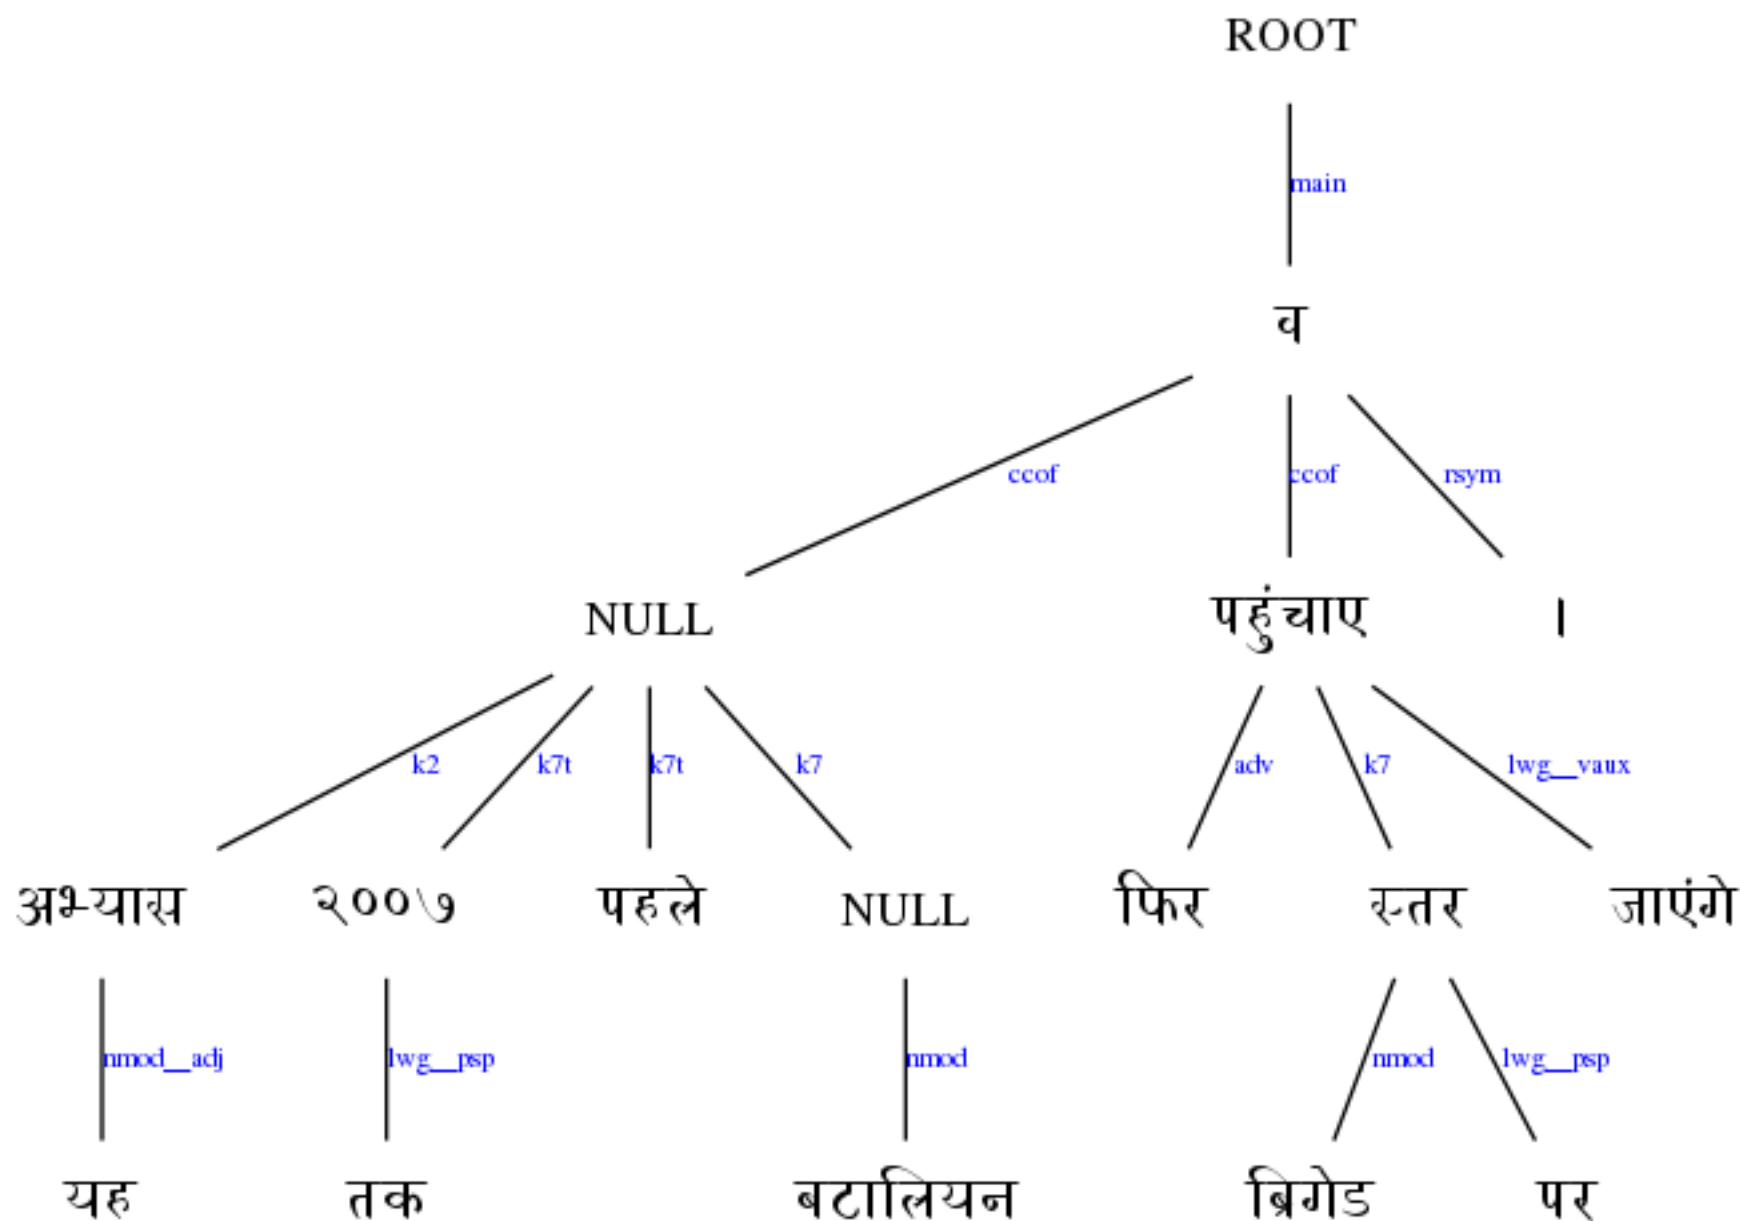 ROOT
main
व
ccof ccof rsym
NULL पहुंचाए ।
k2 k7t k7t k7 adv k7 lwg__vaux
अभ्यास २००७ पहले NULL फिर स्तर जाएंगे
nmod__adj lwg__psp nmod nmod lwg__psp
यह तक बटालियन ब्रिगेड पर